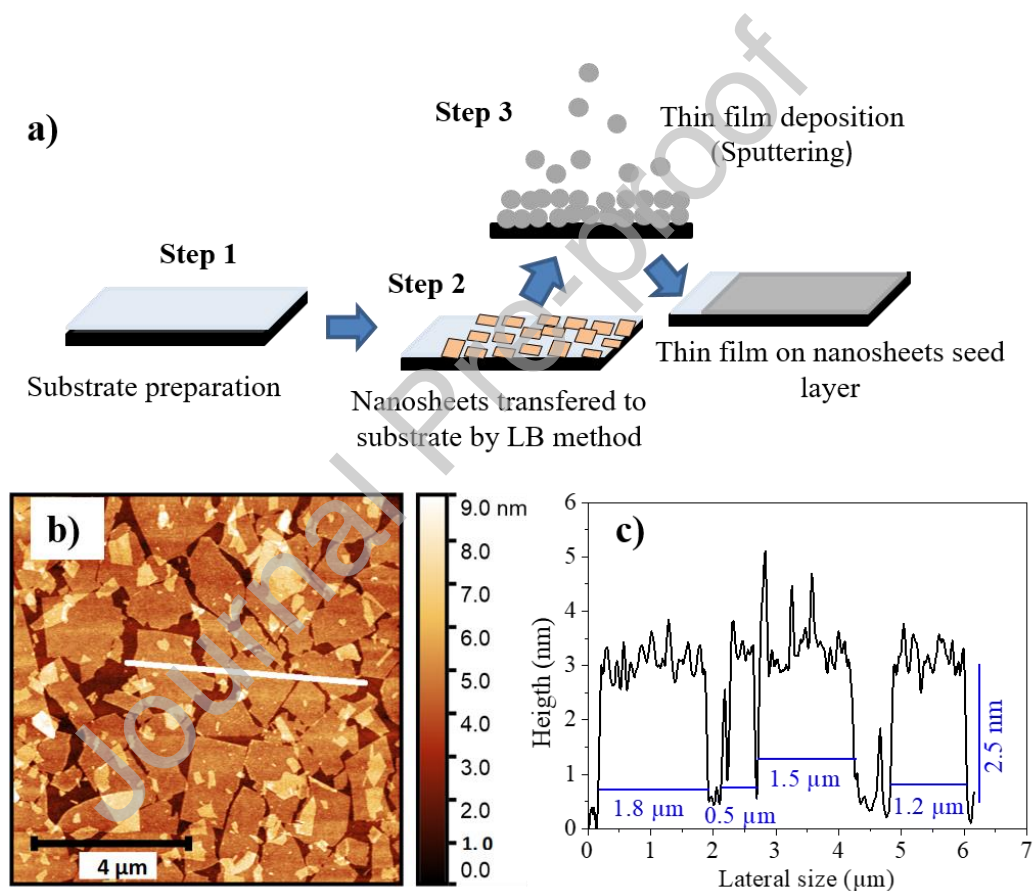 a)
Step 3
Thin film deposition
(Sputtering)
Step 1
Step 2
Substrate preparation
Nanosheets transfered to
substrate by LB method
Thin film on nanosheets seed
layer
Journal Pre-proof
b)
4 µm
9.0 nm
8.0
7.0
6.0
5.0
4.0
3.0
2.0
1.0
0.0
c)
Heigth (nm)
6
5
4
3
2
1
0
1.8 µm
0.5 µm
1.5 µm
1.2 µm
2.5 nm
0 1 2 3 4 5 6 7
Lateral size (µm)